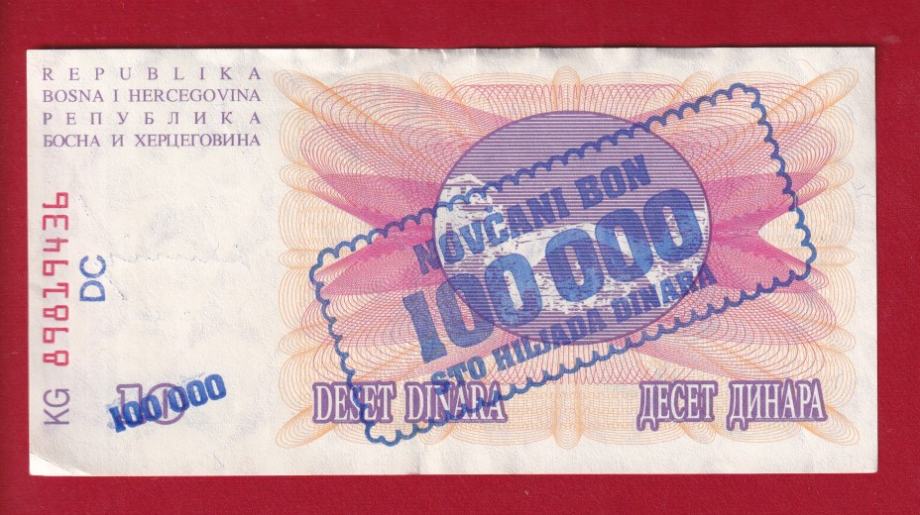 REPUBLIKA
BOSNA I HERCEGOVINA
РЕПУБЛИКА
БОСНА И ХЕРЦЕГОВИНА
KG 89819436
DC
NOVČANI BON
100 000
STO HILJADA DINARA
10
100 000
DESET DINARA
ДЕСЕТ ДИНАРА